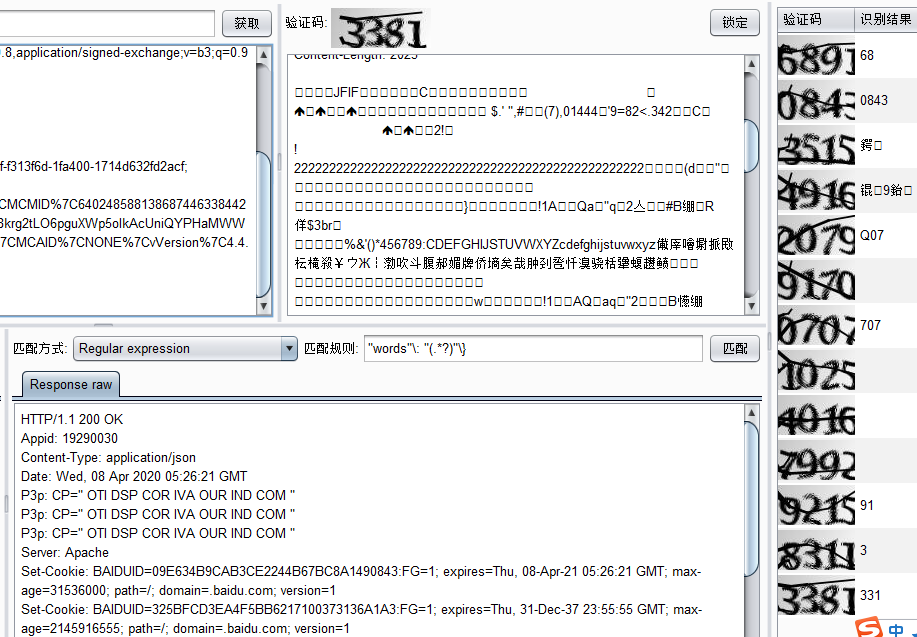 获取
验证码:
3381
锁定
0.8,application/signed-exchange;v=b3;q=0.9
f-f313f6d-1fa400-1714d632fd2acf;
CMCMID%7C64024858813868744633844​2
8krg2tLO6pguXWp5olkAcUniQYPHaMWW
7CMCAID%7CNONE%7CvVersion%7C4.4.
Content-Length: 2025
JFIF
C
$.' ",#
(7),01444
'9=82<.342
C
2!
!
22222222222222222222222222222222222222222222222222
(d
"
}
!1A
Qa
"q
2
#B
R
$3br
%&'()*456789:CDEFGHIJSTUVWXYZcdefghijstuvwxyz
w
!1
AQ
aq
"2
B
匹配方式:
Regular expression
匹配规则:
"words"\: "(.*?)"\}
匹配
Response raw
HTTP/1.1 200 OK
Appid: 19290030
Content-Type: application/json
Date: Wed, 08 Apr 2020 05:26:21 GMT
P3p: CP=" OTI DSP COR IVA OUR IND COM "
P3p: CP=" OTI DSP COR IVA OUR IND COM "
P3p: CP=" OTI DSP COR IVA OUR IND COM "
Server: Apache
Set-Cookie: BAIDUID=09E634B9CAB3CE2244B67BC8A1490843:FG=1; expires=Thu, 08-Apr-21 05:26:21 GMT; max-
age=31536000; path=/; domain=.baidu.com; version=1
Set-Cookie: BAIDUID=325BFCD3EA4F5BB6217100373136A1A3:FG=1; expires=Thu, 31-Dec-37 23:55:55 GMT; max-
age=2145916555; path=/; domain=.baidu.com; version=1
验证码 识别结果
6891 68
0843 0843
3515
4916 锟 9
2079 Q07
9170
0707 707
1025
4016
7992
9215 91
8311 3
3381 331
S 中